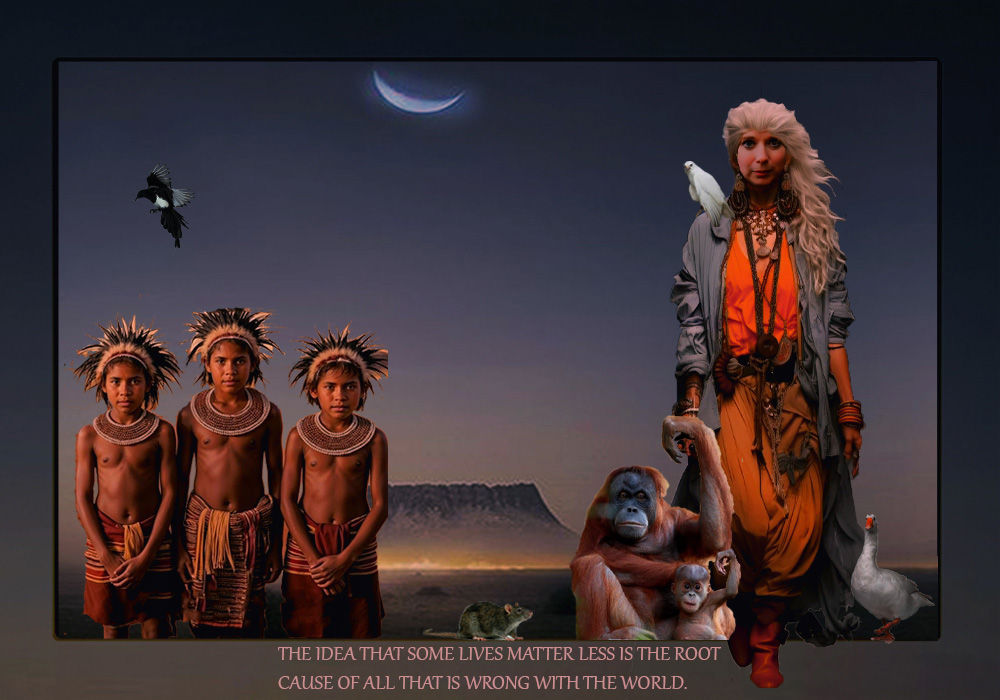 THE IDEA THAT SOME LIVES MATTER LESS IS THE ROOT
CAUSE OF ALL THAT IS WRONG WITH THE WORLD.